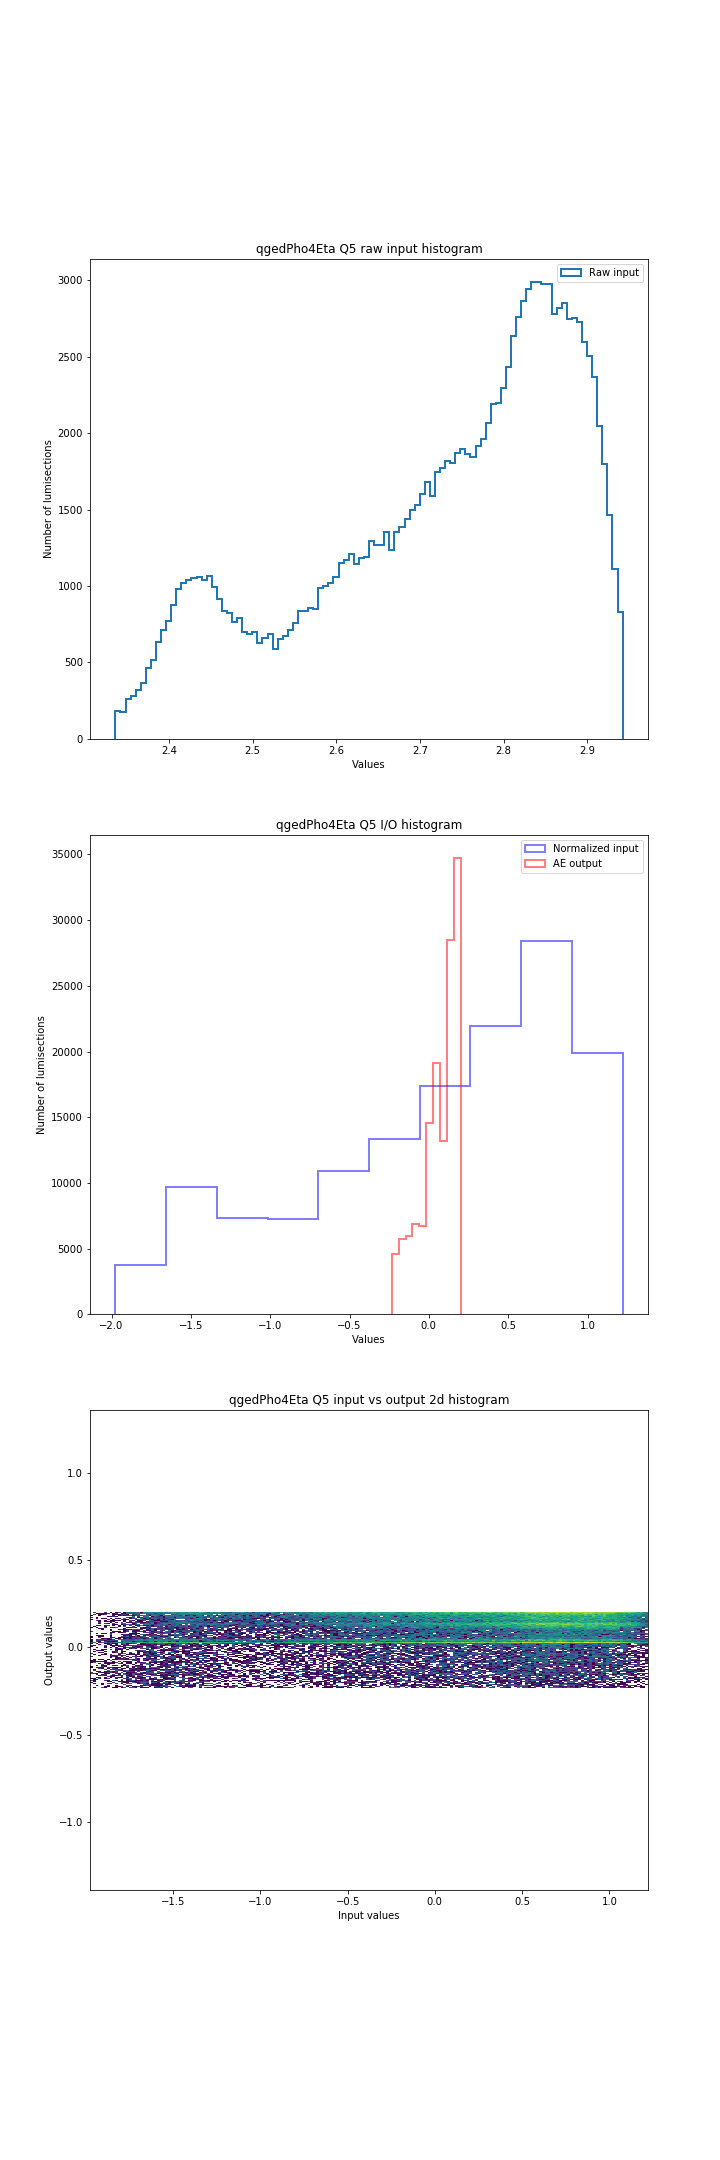 qgedPho4Eta Q5 raw input histogram
Raw input
3000
2500
2000
1500
1000
500
0
Number of lumisections
2.4 2.5 2.6 2.7 2.8 2.9
Values
qgedPho4Eta Q5 I/O histogram
Normalized input
AE output
35000
30000
25000
20000
15000
10000
5000
0
Number of lumisections
−2.0 −1.5 −1.0 −0.5 0.0 0.5 1.0
Values
qgedPho4Eta Q5 input vs output 2d histogram
1.0
0.5
0.0
−0.5
−1.0
Output values
−1.5 −1.0 −0.5 0.0 0.5 1.0
Input values